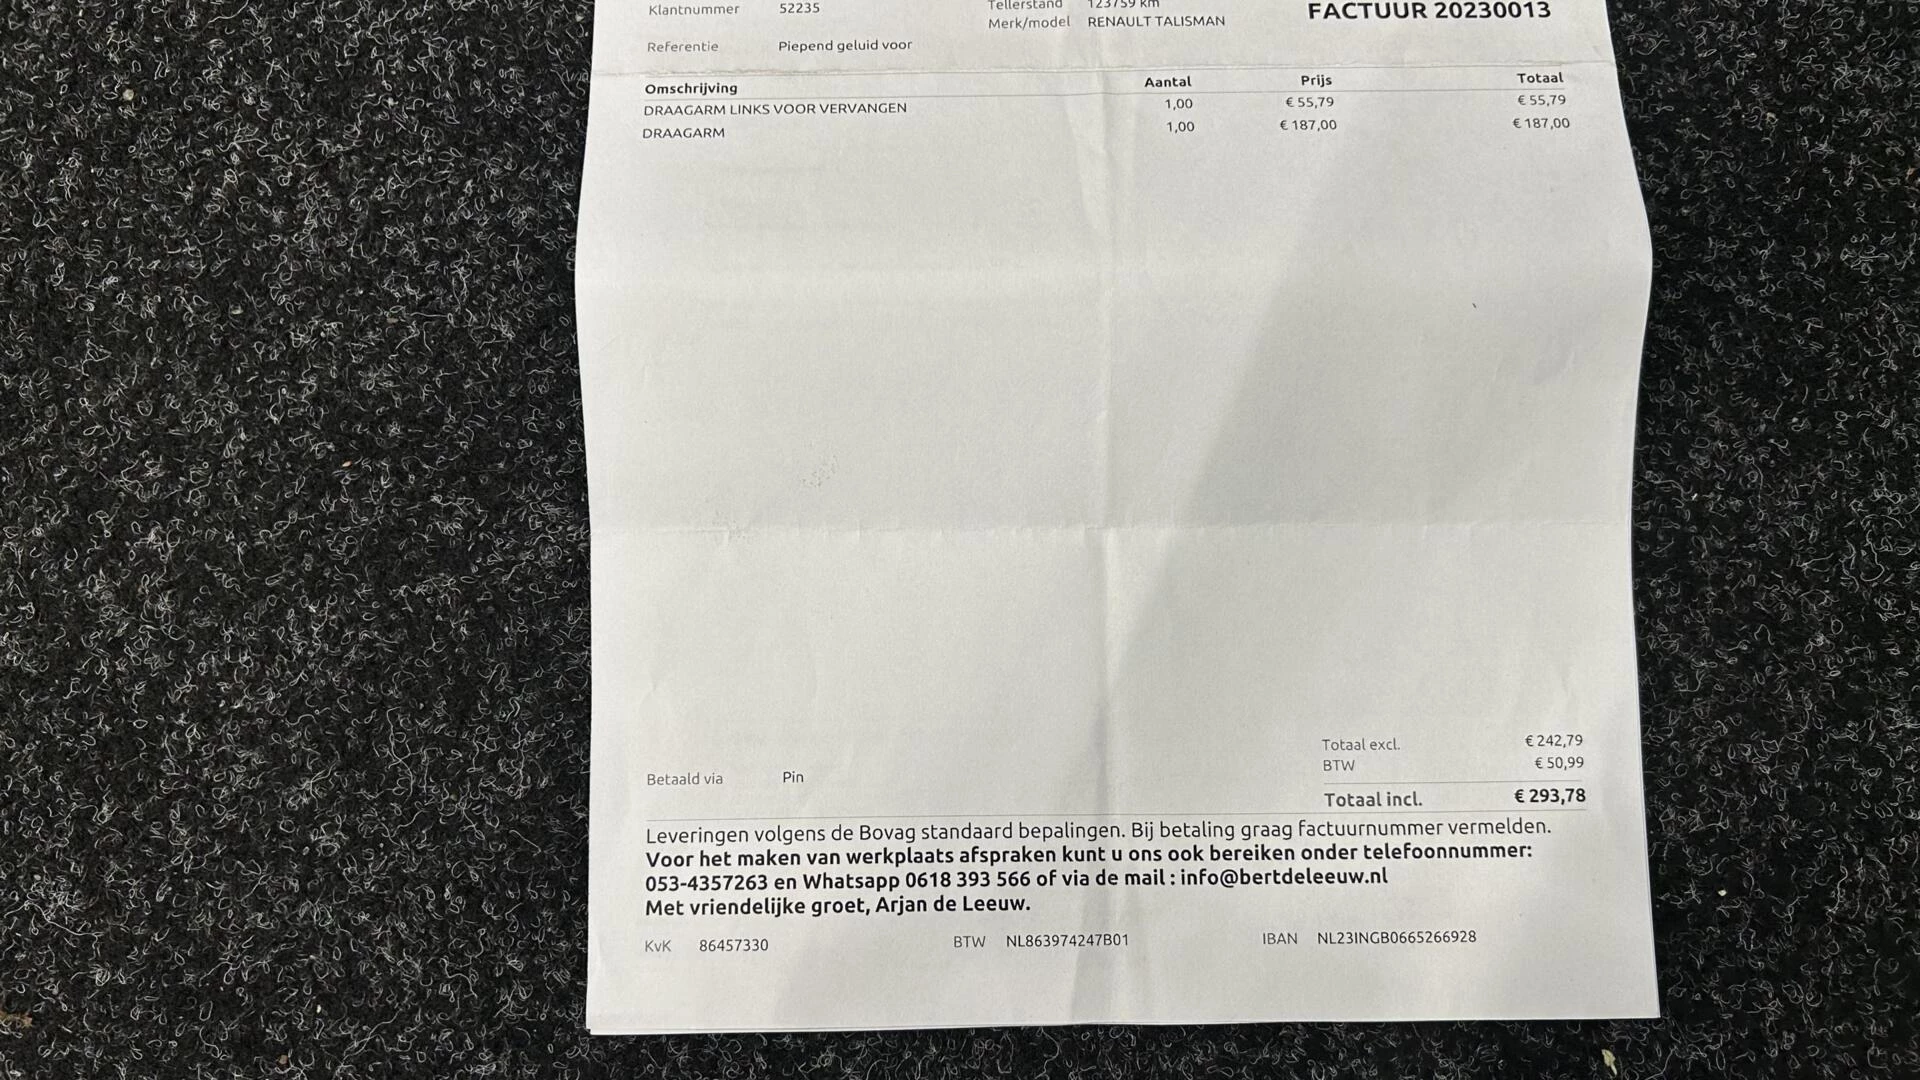 Klantnummer 52235 Tellerstand 123759 km FACTUUR 20230013
Merk/model RENAULT TALISMAN
Referentie Piepend geluid voor
Omschrijving Aantal Prijs Totaal
DRAAGARM LINKS VOOR VERVANGEN 1,00 € 55,79 € 55,79
DRAAGARM 1,00 € 187,00 € 187,00
Totaal excl. € 242,79
BTW € 50,99
Betaald via Pin
Totaal incl. € 293,78
Leveringen volgens de Bovag standaard bepalingen. Bij betaling graag factuurnummer vermelden.
Voor het maken van werkplaats afspraken kunt u ons ook bereiken onder telefoonnummer:
053-4357263 en Whatsapp 0618 393 566 of via de mail : info@bertdeleeuw.nl
Met vriendelijke groet, Arjan de Leeuw.
KvK 86457330 BTW NL863974247B01 IBAN NL23INGB0665266928